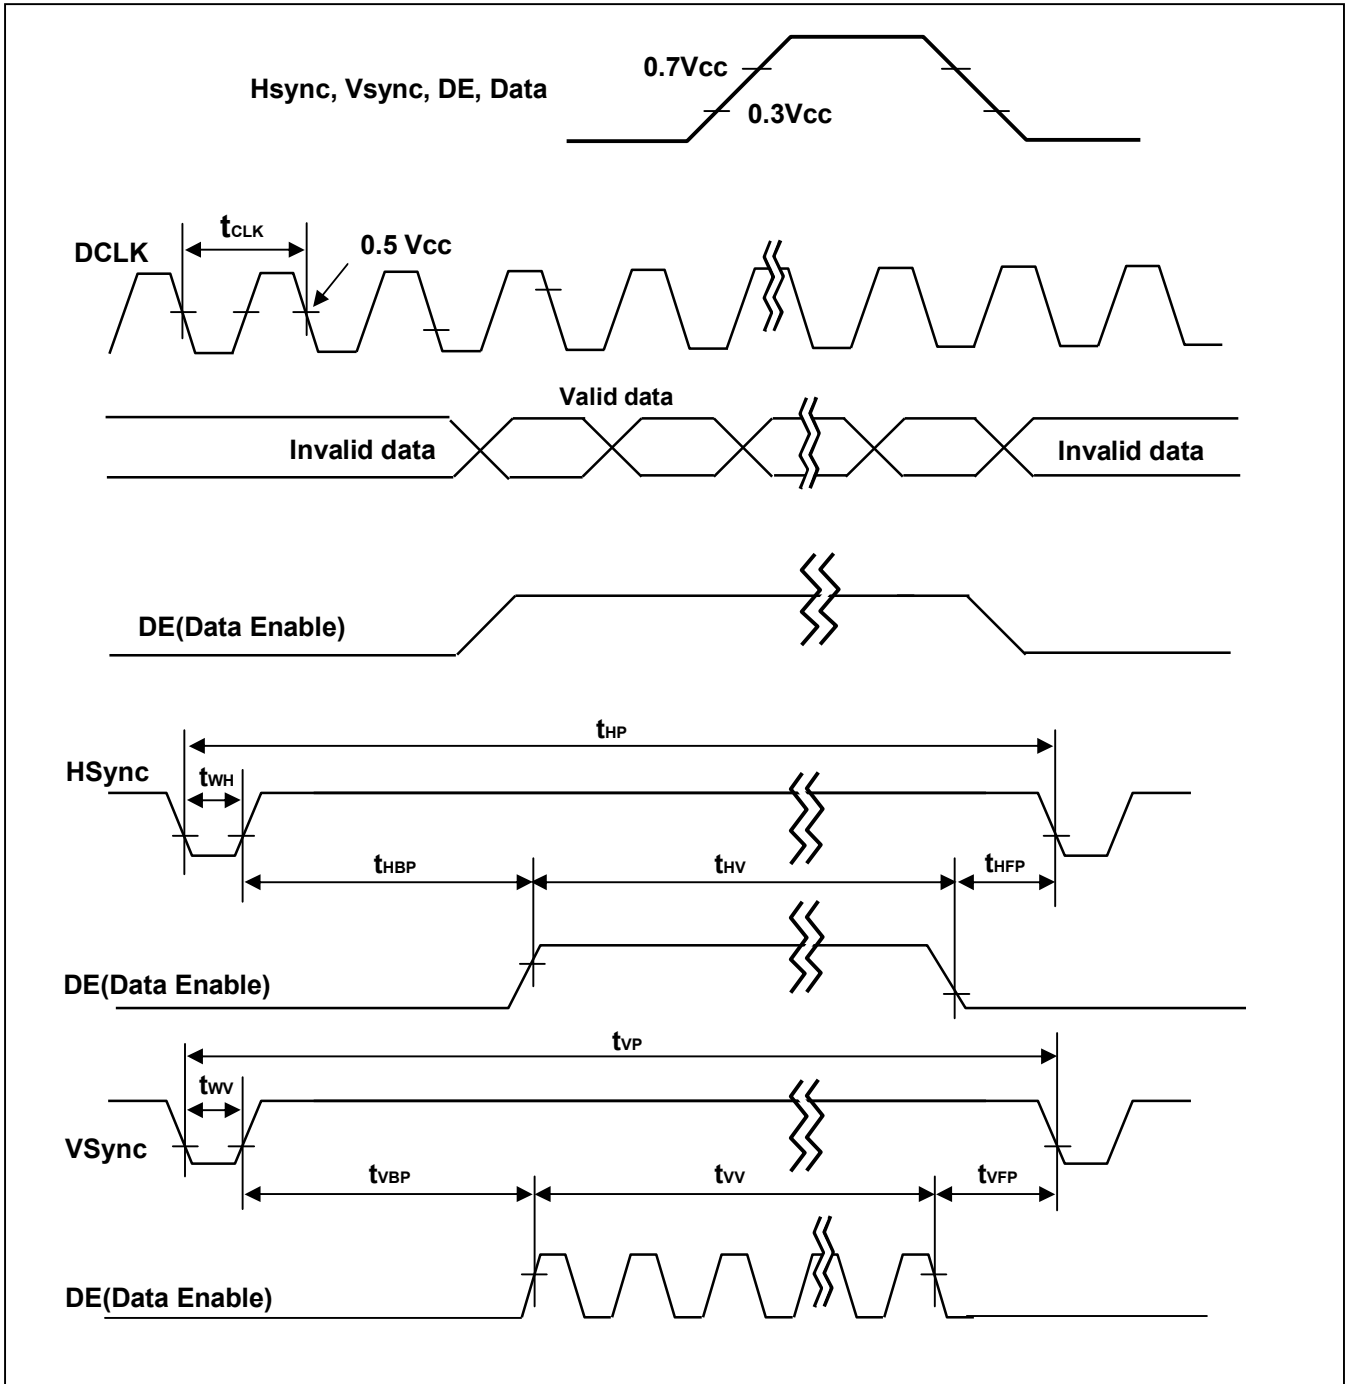 0.7Vcc
Hsync, Vsync, DE, Data
0.3Vcc
tCLK
DCLK
0.5 Vcc
Valid data
Invalid data
Invalid data
DE(Data Enable)
tHP
HSync
tWH
tHBP
tHV
tHFP
DE(Data Enable)
tVP
tWV
VSync
tVBP
tVV
tVFP
DE(Data Enable)